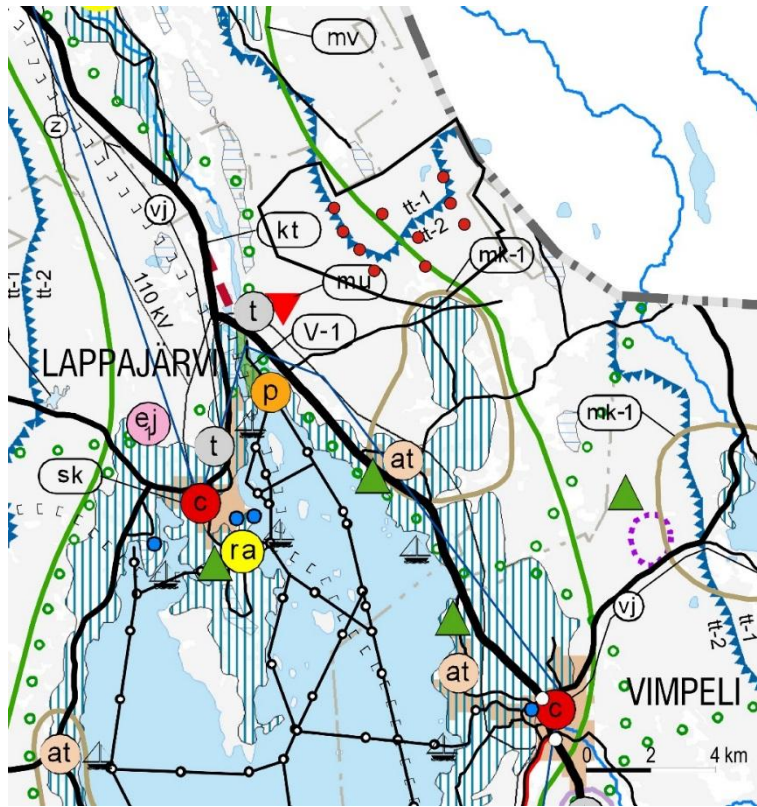 mv
z
tt-1
vj
kt
tt-2
mk-1
tt-1
tt-2
110 kV
t
mu
V-1
LAPPAJÄRVI
p
mk-1
ej
t
at
sk
c
ra
vj
tt-2
tt-1
at
VIMPELI
c
at
0 2 4 km